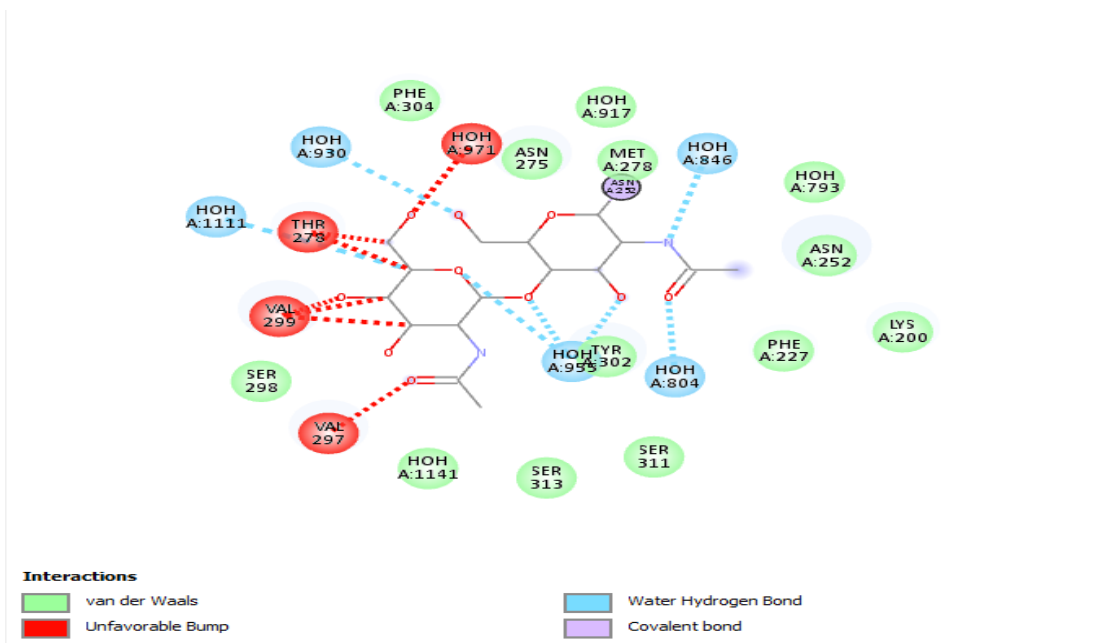 PHE
A:304
HOH
A:917
HOH
A:930
HOH
A:971
ASN
275
MET
A:278
HOH
A:846
ASN
A:252
HOH
A:793
HOH
A:1111
THR
278
O
O
O
O
N
ASN
A:252
VAL
299
O
O
O
O
O
O
LYS
A:200
HOH
A:955
TYR
A:302
PHE
A:227
SER
298
O
N
HOH
A:804
O
VAL
297
HOH
A:1141
SER
313
SER
311
Interactions
van der Waals
Unfavorable Bump
Water Hydrogen Bond
Covalent bond